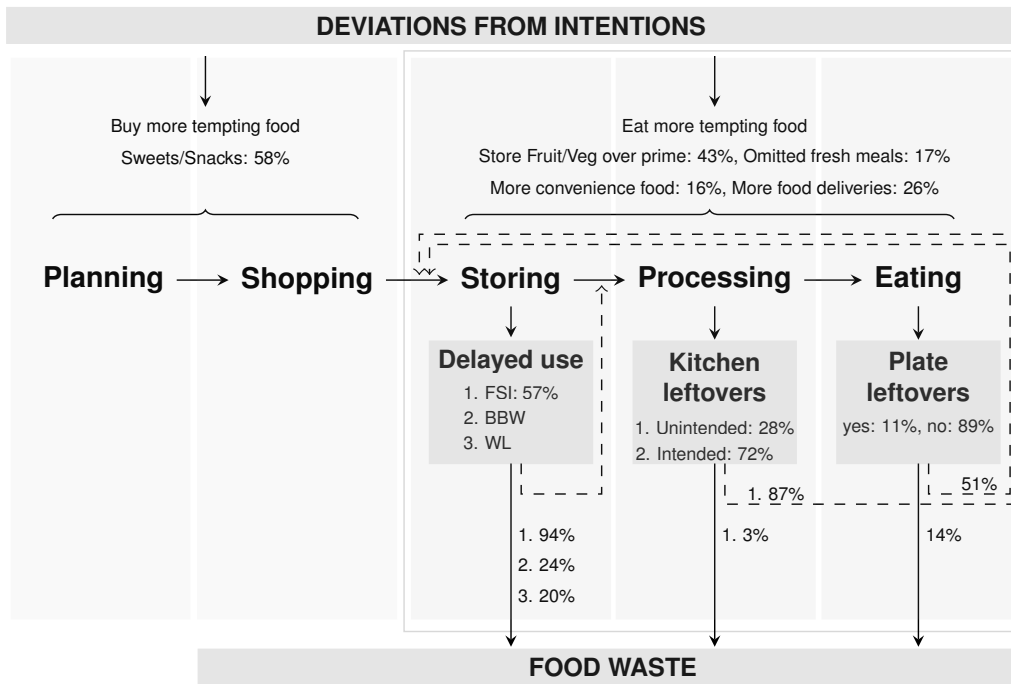 DEVIATIONS FROM INTENTIONS
Buy more tempting food
Sweets/Snacks: 58%
Eat more tempting food
Store Fruit/Veg over prime: 43%, Omitted fresh meals: 17%
More convenience food: 16%, More food deliveries: 26%
Planning
Shopping
Storing
Processing
Eating
Delayed use
1. FSI: 57%
2. BBW
3. WL
Kitchen
leftovers
1. Unintended: 28%
2. Intended: 72%
Plate
leftovers
yes: 11%, no: 89%
1. 87%
51%
1. 94%
2. 24%
3. 20%
1. 3%
14%
FOOD WASTE